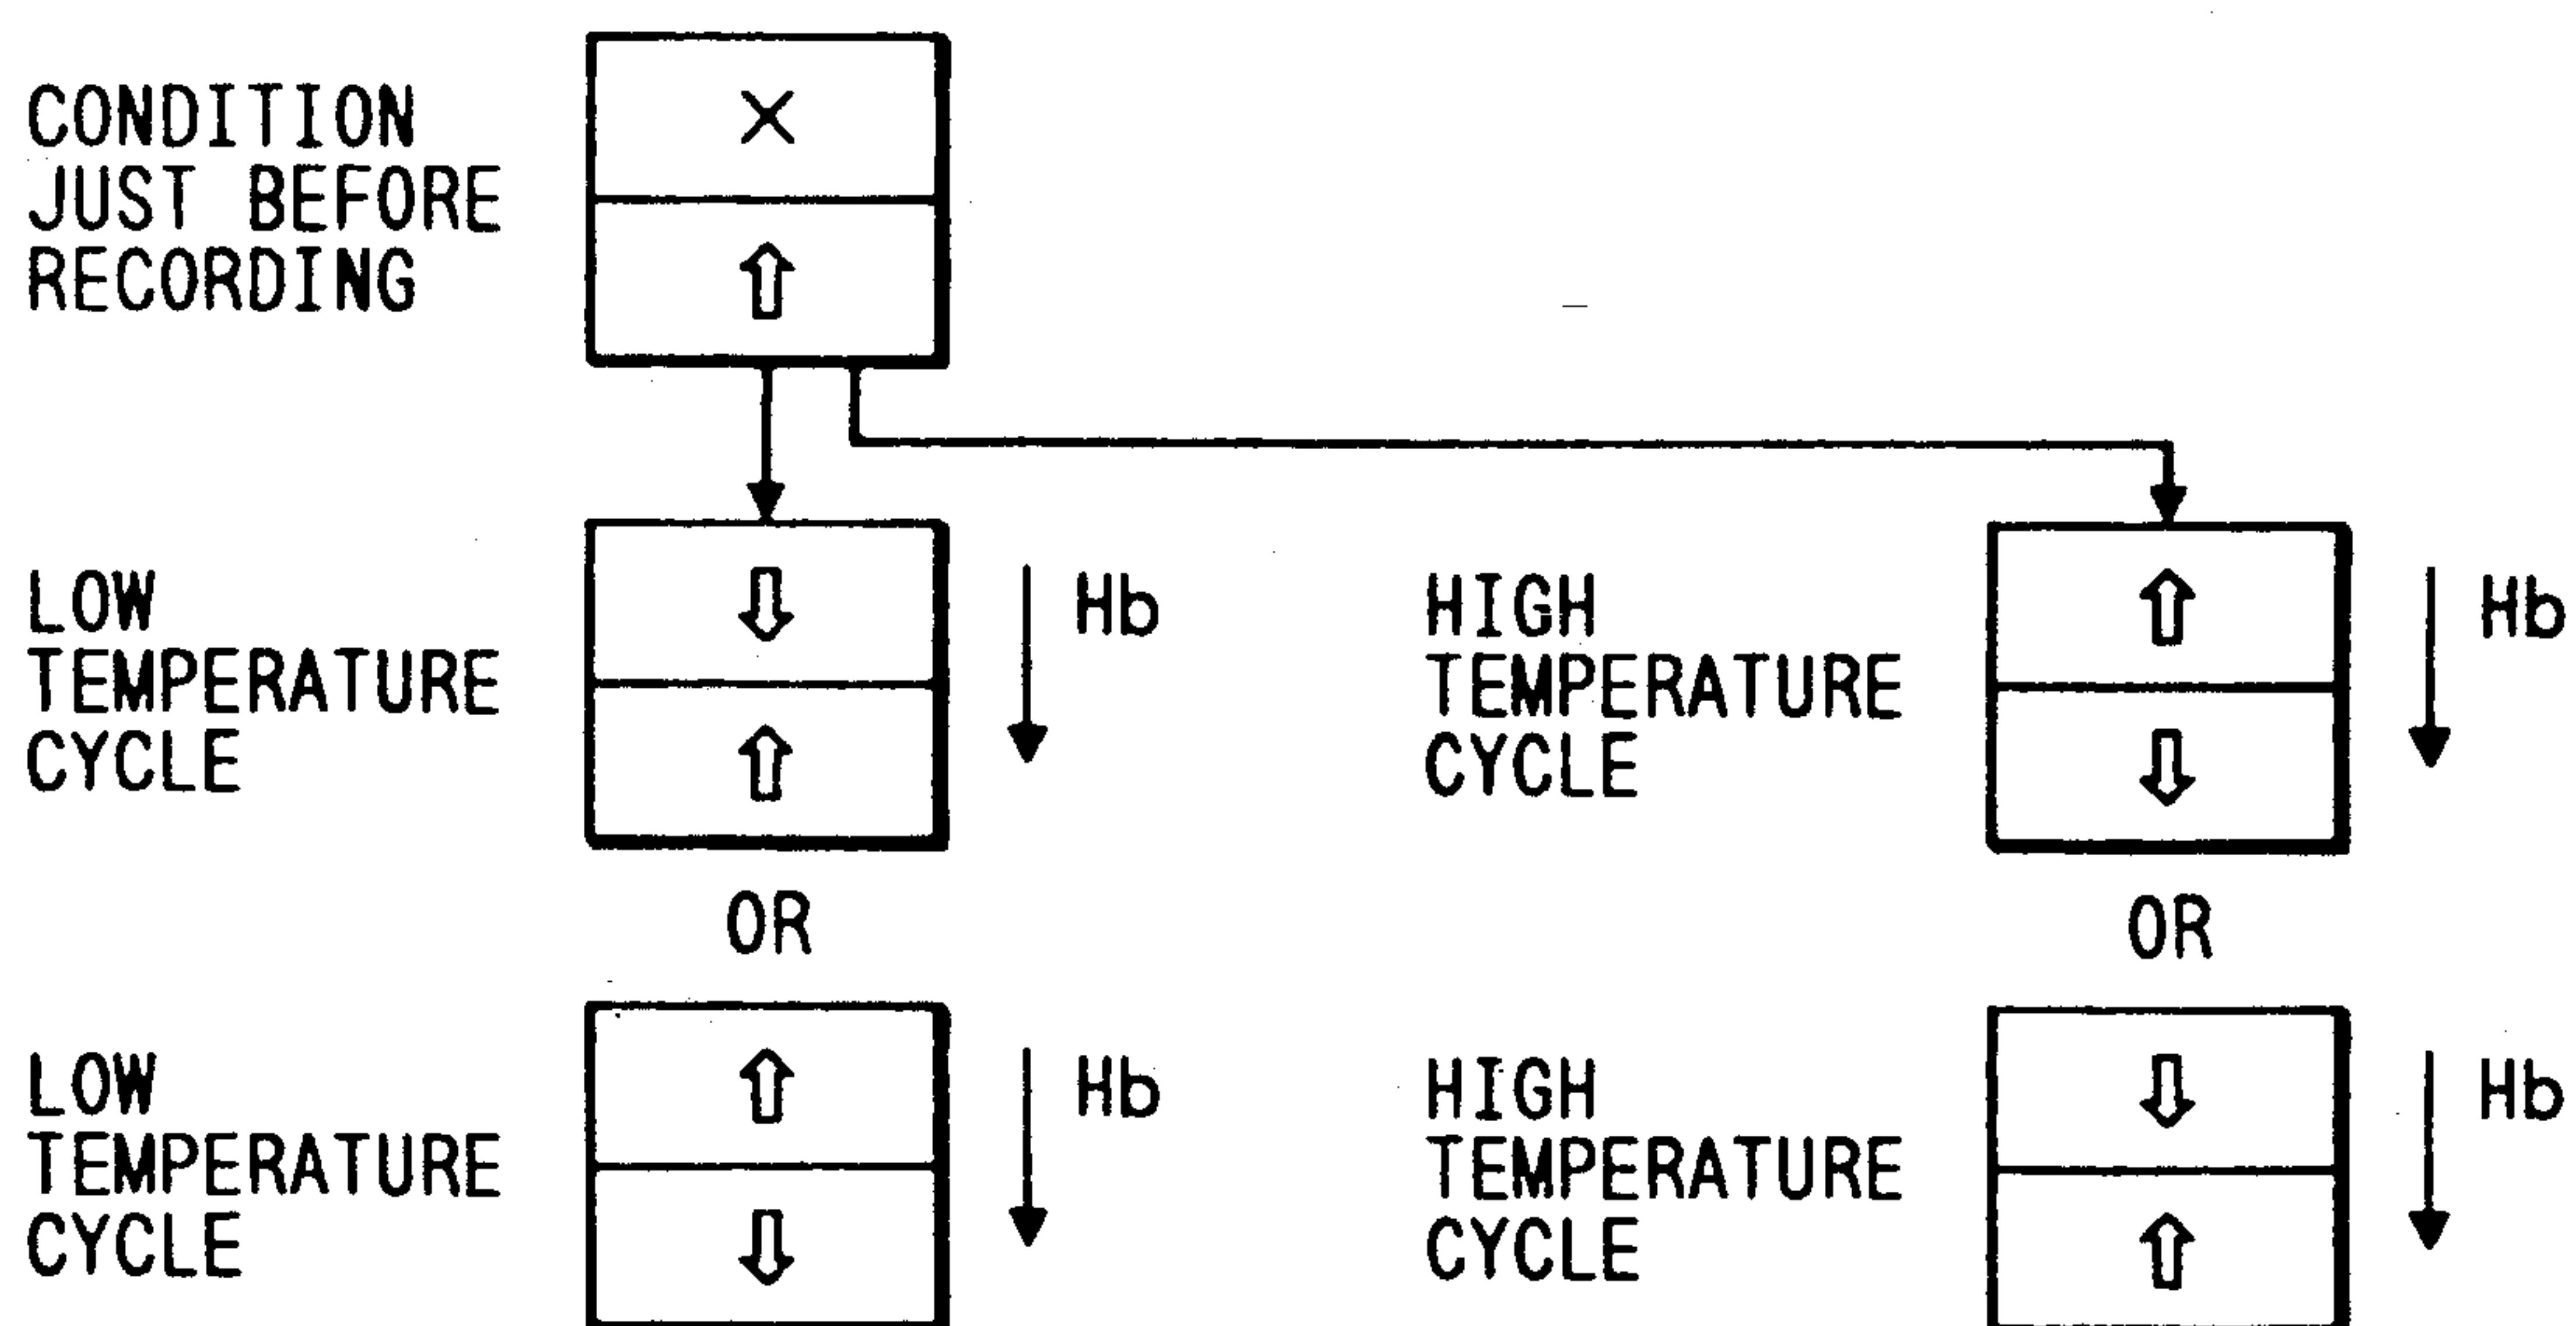 CONDITION
JUST BEFORE
RECORDING
LOW
TEMPERATURE
CYCLE
Hb
HIGH
TEMPERATURE
CYCLE
Hb
OR
OR
LOW
TEMPERATURE
CYCLE
Hb
HIGH
TEMPERATURE
CYCLE
Hb